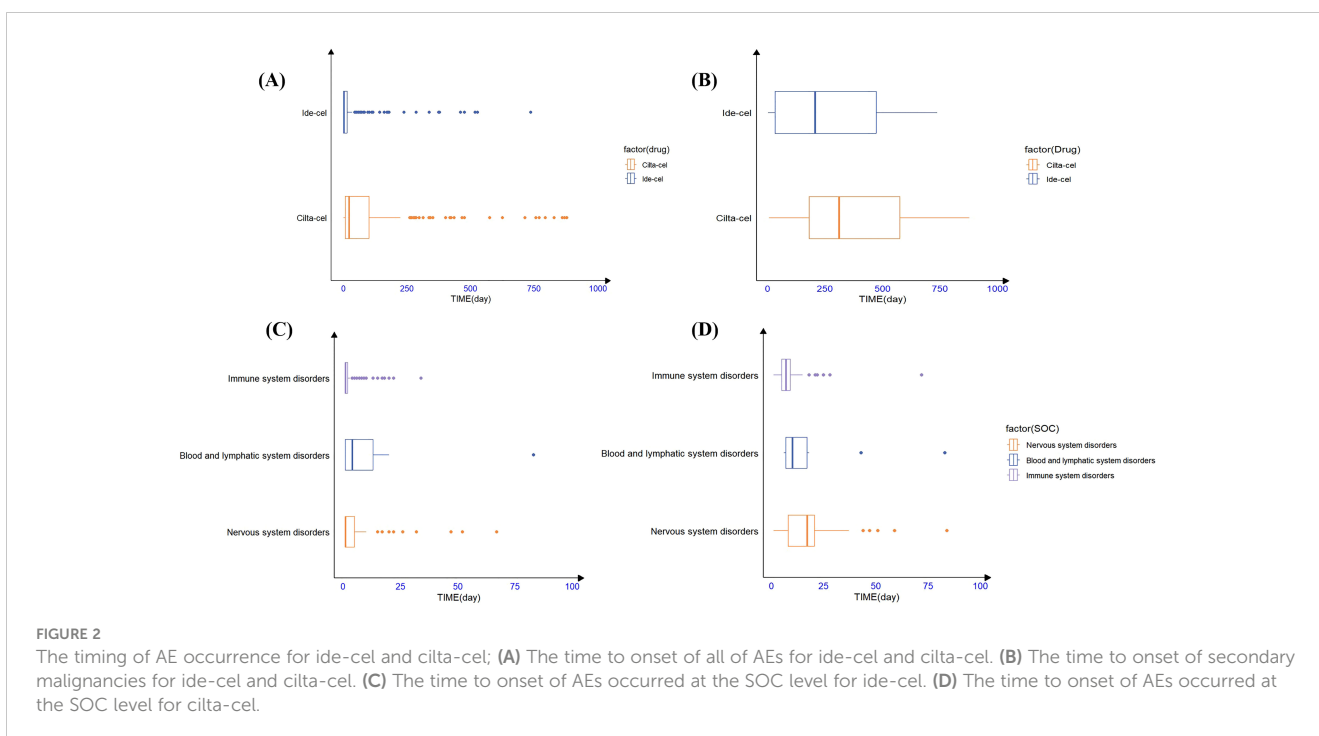 (A)
Ide-cel
Cilta-cel
0 250 500 750 1000
TIME(day)
factor(drug)
Cilta-cel
Ide-cel
(B)
Ide-cel
Cilta-cel
0 250 500 750 1000
TIME(day)
factor(Drug)
Cilta-cel
Ide-cel
(C)
Immune system disorders
Blood and lymphatic system disorders
Nervous system disorders
0 25 50 75 100
TIME(day)
(D)
Immune system disorders
Blood and lymphatic system disorders
Nervous system disorders
0 25 50 75 100
TIME(day)
factor(SOC)
Nervous system disorders
Blood and lymphatic system disorders
Immune system disorders
FIGURE 2
The timing of AE occurrence for ide-cel and cilta-cel; (A) The time to onset of all of AEs for ide-cel and cilta-cel. (B) The time to onset of secondary
malignancies for ide-cel and cilta-cel. (C) The time to onset of AEs occurred at the SOC level for ide-cel. (D) The time to onset of AEs occurred at
the SOC level for cilta-cel.